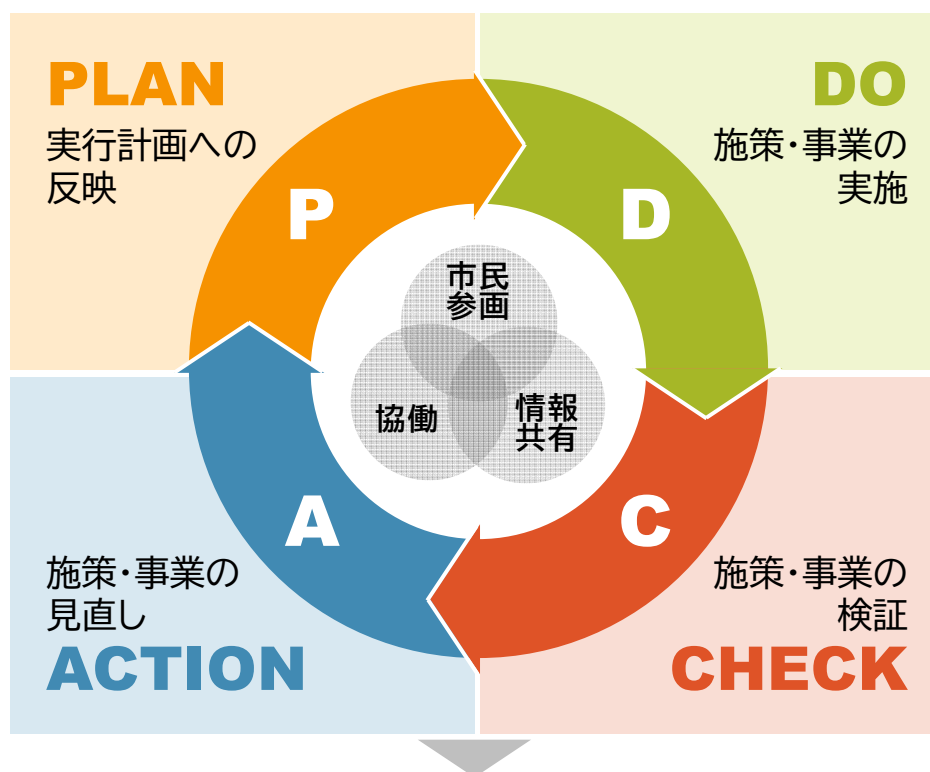 PLAN
実行計画への
反映
DO
施策・事業の
実施
P
D
市民
参画
協働
情報
共有
A
C
施策・事業の
見直し
ACTION
施策・事業の
検証
CHECK